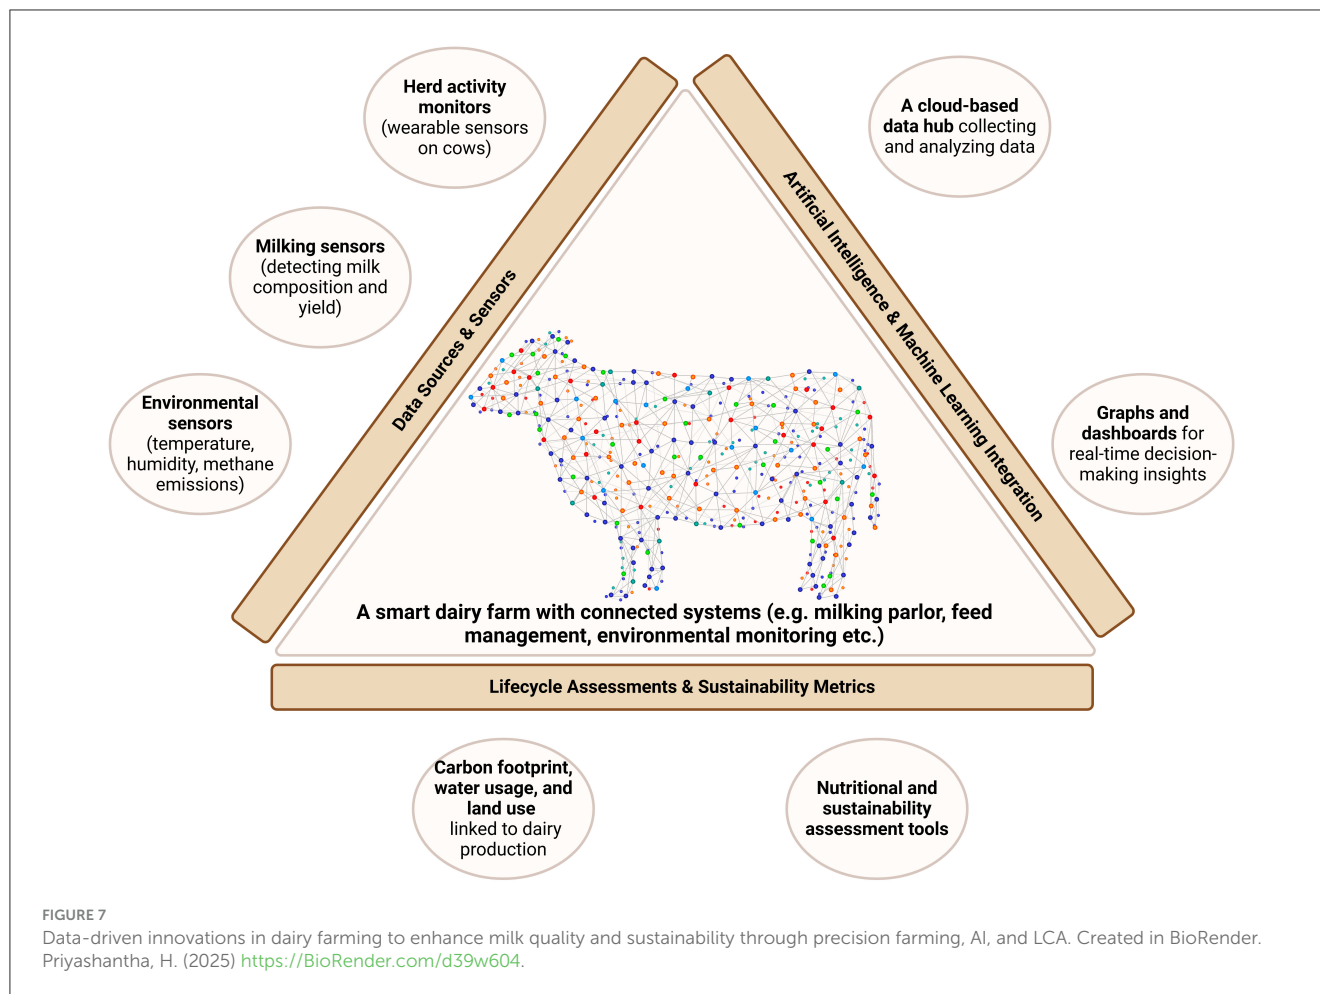 Herd activity
monitors
(wearable sensors
on cows)
A cloud-based
data hub collecting
and analyzing data
Milking sensors
(detecting milk
composition and
yield)
Environmental
sensors
(temperature,
humidity, methane
emissions)
Data Sources & Sensors
Artificial Intelligence & Machine Learning Integration
Graphs and
dashboards for
real-time decision-
making insights
A smart dairy farm with connected systems (e.g. milking parlor, feed
management, environmental monitoring etc.)
Lifecycle Assessments & Sustainability Metrics
Carbon footprint,
water usage, and
land use
linked to dairy
production
Nutritional and
sustainability
assessment tools
FIGURE 7
Data-driven innovations in dairy farming to enhance milk quality and sustainability through precision farming, AI, and LCA. Created in BioRender.
Priyashantha, H. (2025) https://BioRender.com/d39w604.